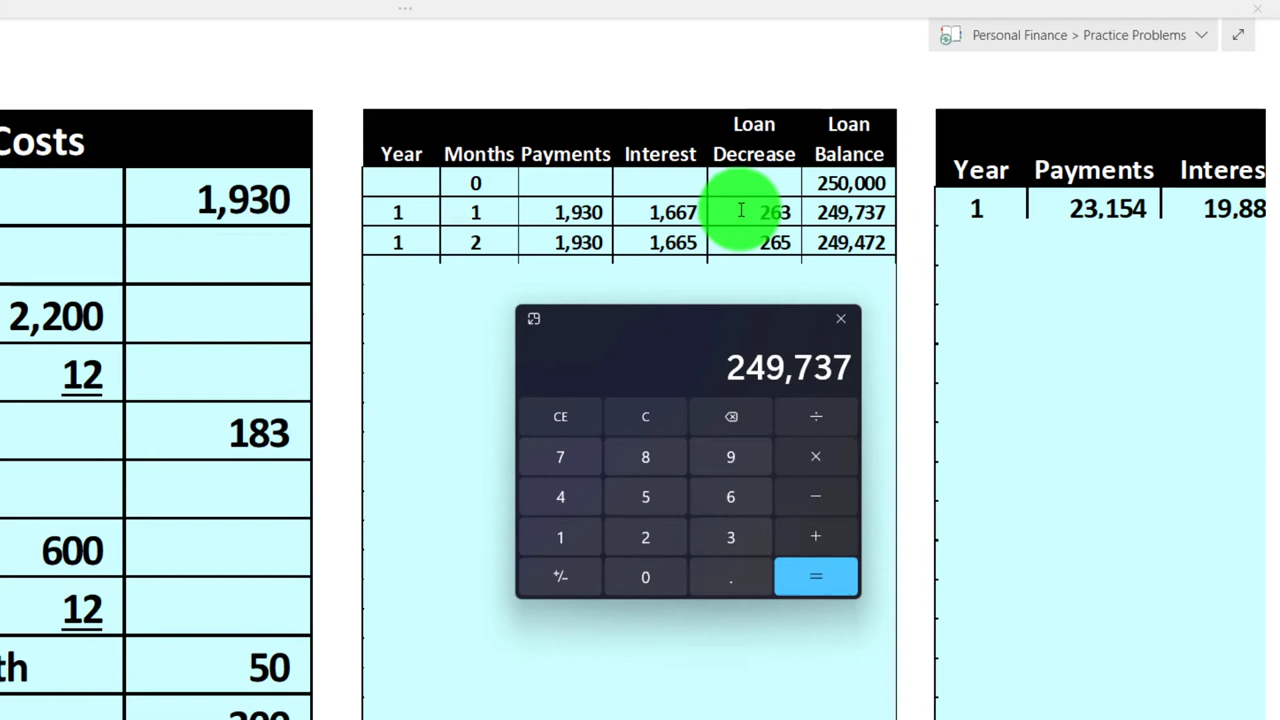 Personal Finance > Practice Problems
Costs
1,930
2,200
12
183
600
12
th
50
Loan Loan
Year Months Payments Interest Decrease Balance
0 250,000
1 1 1,930 1,667 263 249,737
1 2 1,930 1,665 265 249,472
Year Payments Interes
1 23,154 19,88
249,737
CE C ÷
7 8 9 ×
4 5 6 −
1 2 3 +
+/− 0 . =